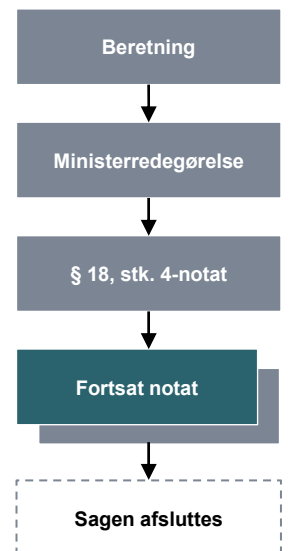 Beretning
Ministerredegørelse
§ 18, stk. 4-notat
Fortsat notat
Sagen afsluttes